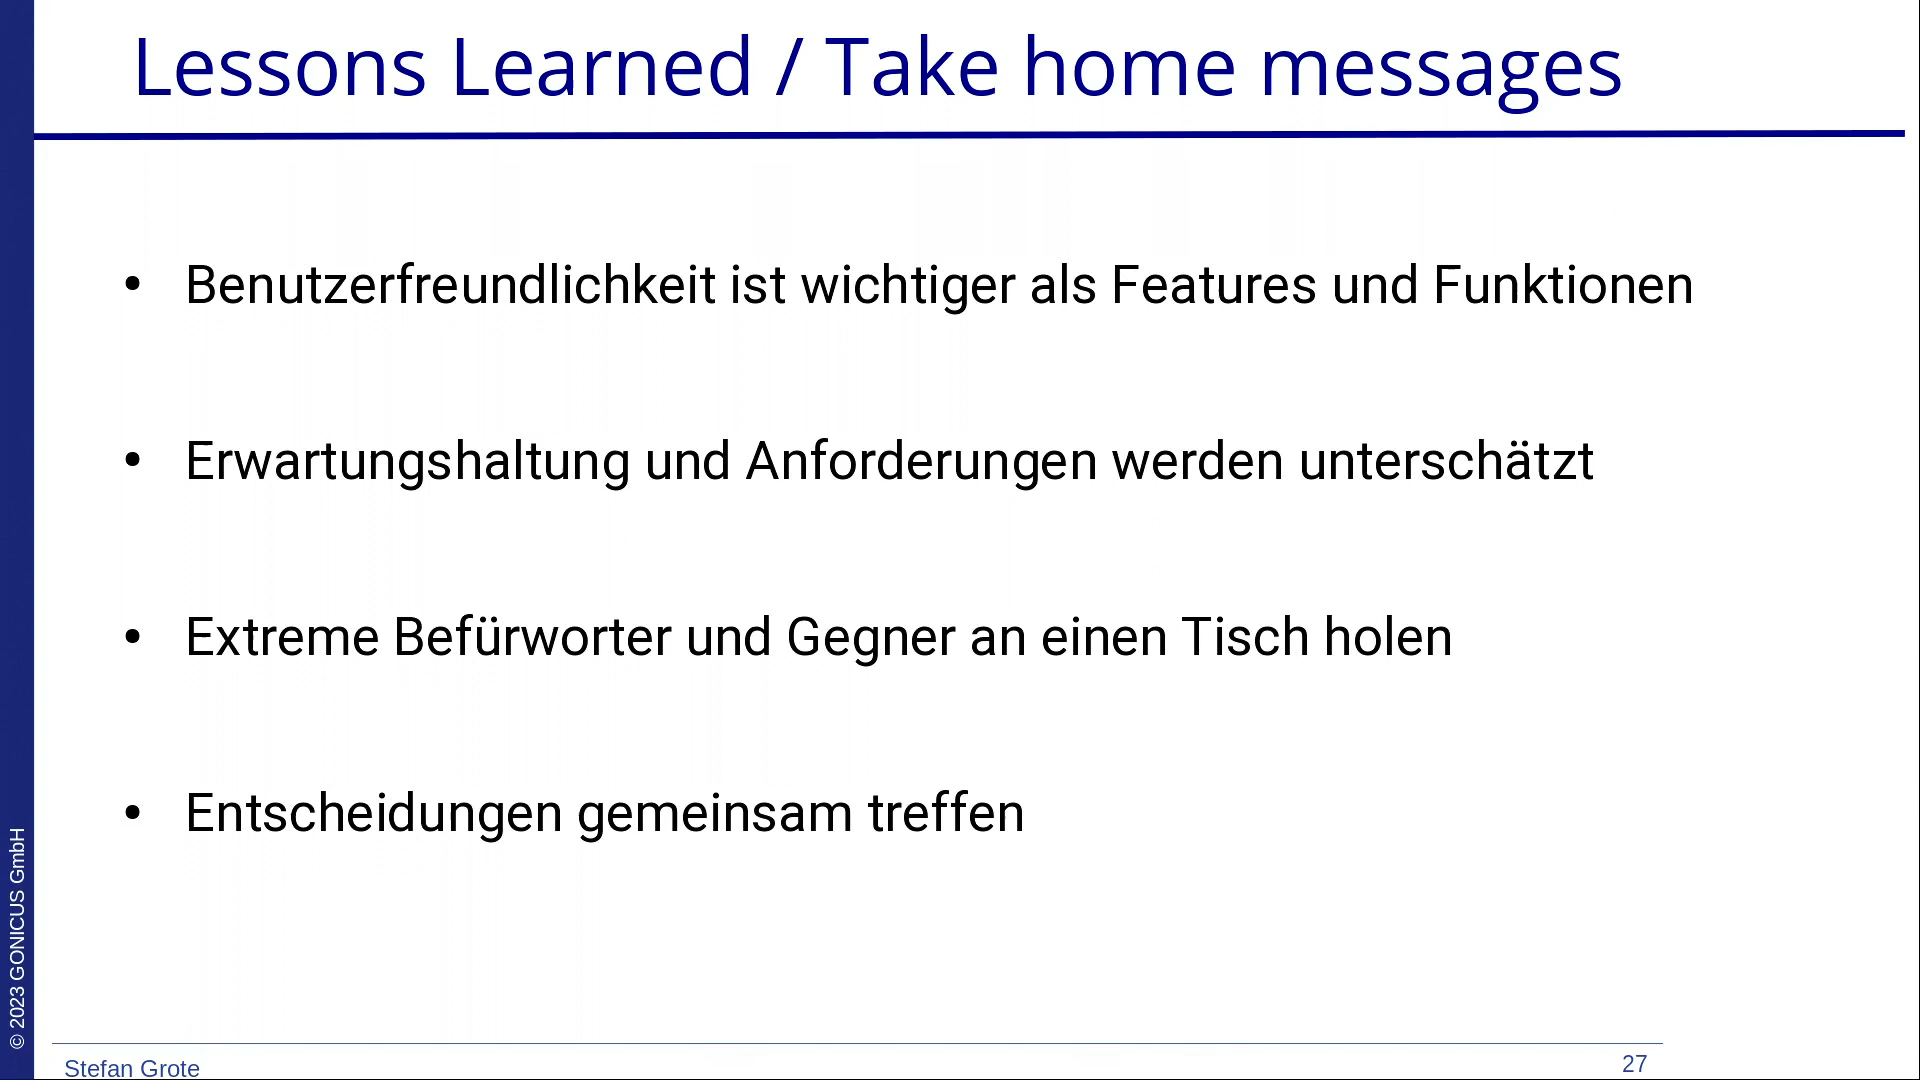 Lessons Learned / Take home messages
• Benutzerfreundlichkeit ist wichtiger als Features und Funktionen
• Erwartungshaltung und Anforderungen werden unterschätzt
• Extreme Befürworter und Gegner an einen Tisch holen
• Entscheidungen gemeinsam treffen
© 2023 GONICUS GmbH
Stefan Grote
27